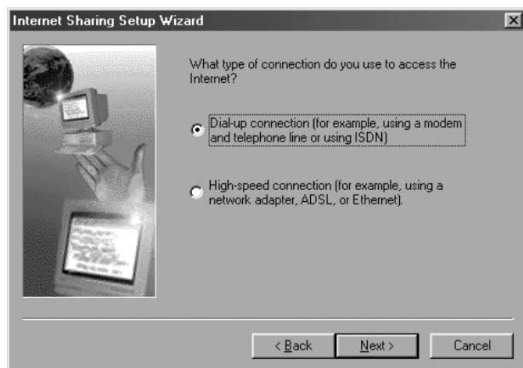 Internet Sharing Setup Wizard
What type of connection do you use to access the
Internet?
Dial-up connection (for example, using a modem
and telephone line or using ISDN)
High-speed connection (for example, using a
network adapter, ADSL, or Ethernet).
< Back
Next >
Cancel